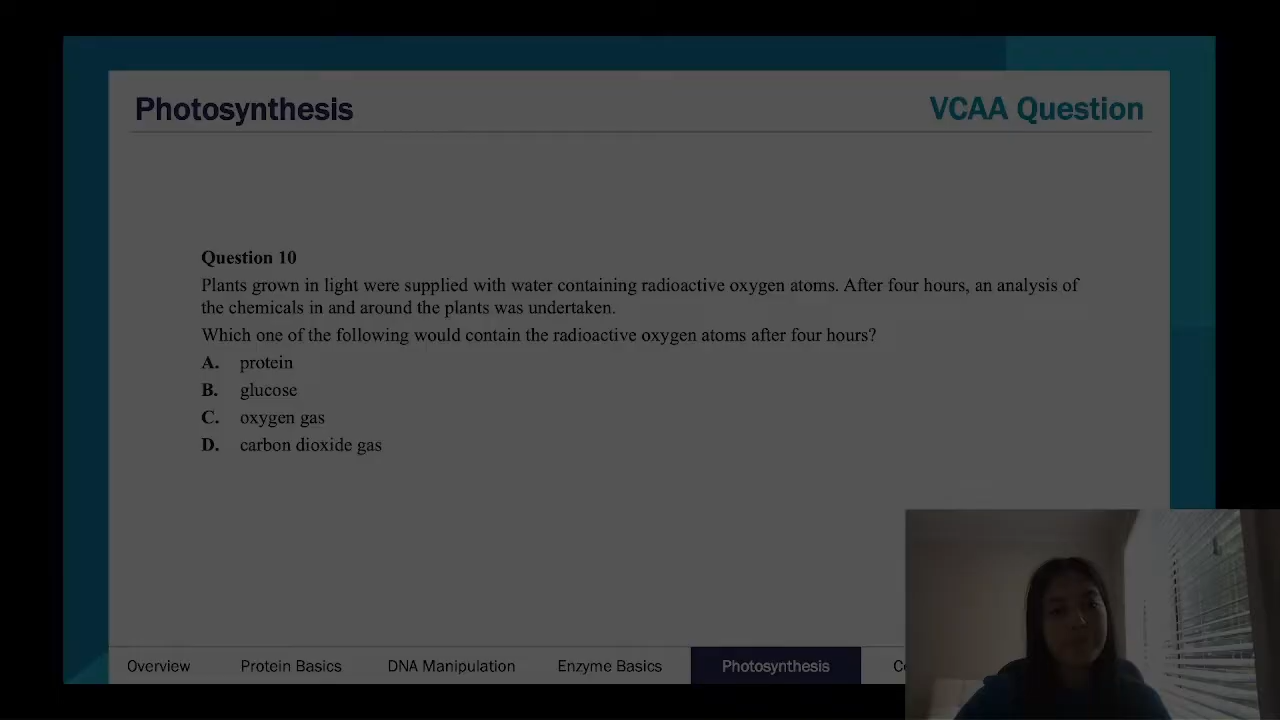 Photosynthesis
VCAA Question
Question 10
Plants grown in light were supplied with water containing radioactive oxygen atoms. After four hours, an analysis of
the chemicals in and around the plants was undertaken.
Which one of the following would contain the radioactive oxygen atoms after four hours?
A. protein
B. glucose
C. oxygen gas
D. carbon dioxide gas
Overview Protein Basics DNA Manipulation Enzyme Basics Photosynthesis